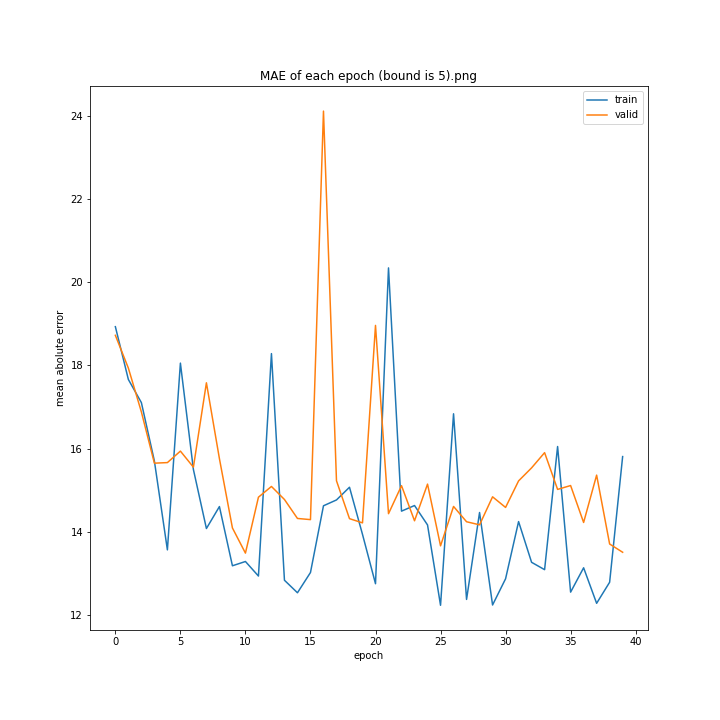 MAE of each epoch (bound is 5).png
train
valid
24
22
20
18
16
14
12
mean abolute error
0 5 10 15 20 25 30 35 40
epoch